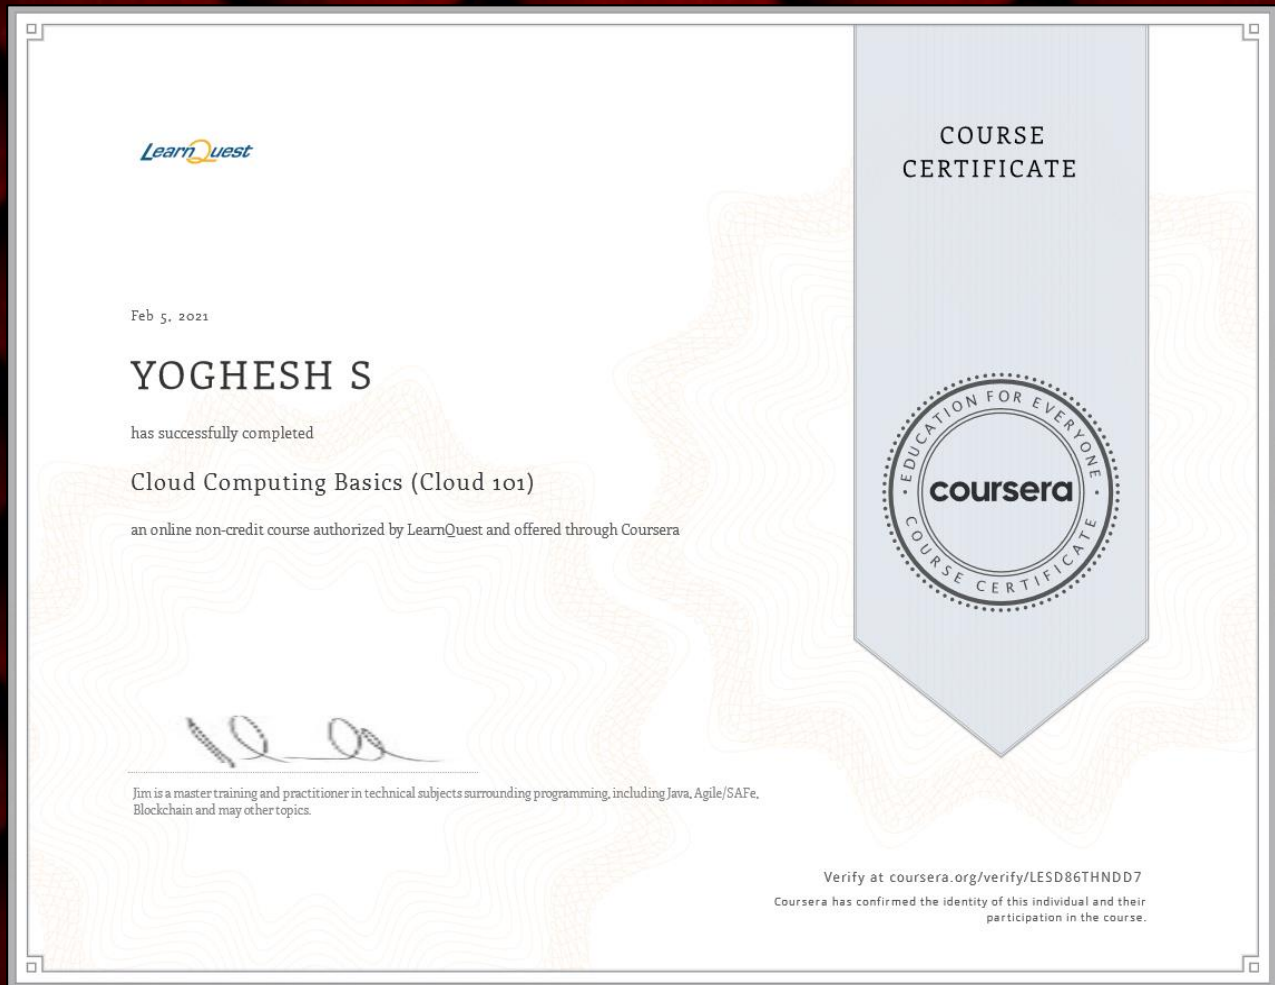 LearnQuest
COURSE
CERTIFICATE
Feb 5, 2021
YOGHESH S
has successfully completed
Cloud Computing Basics (Cloud 101)
an online non-credit course authorized by LearnQuest and offered through Coursera
EDUCATION FOR EVERYONE
coursera
COURSE CERTIFICATE
Jim is a master training and practitioner in technical subjects surrounding programming, including Java, Agile/SAFe,
Blockchain and may other topics.
Verify at coursera.org/verify/LESD86THNDD7
Coursera has confirmed the identity of this individual and their
participation in the course.